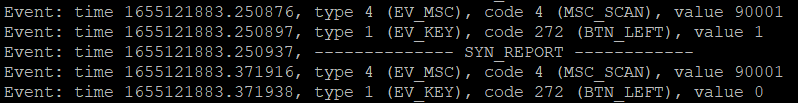 Event: time 1655121883.250876, type 4 (EV_MSC), code 4 (MSC_SCAN), value 90001
Event: time 1655121883.250897, type 1 (EV_KEY), code 272 (BTN_LEFT), value 1
Event: time 1655121883.250937, -------------- SYN_REPORT ------------
Event: time 1655121883.371916, type 4 (EV_MSC), code 4 (MSC_SCAN), value 90001
Event: time 1655121883.371938, type 1 (EV_KEY), code 272 (BTN_LEFT), value 0